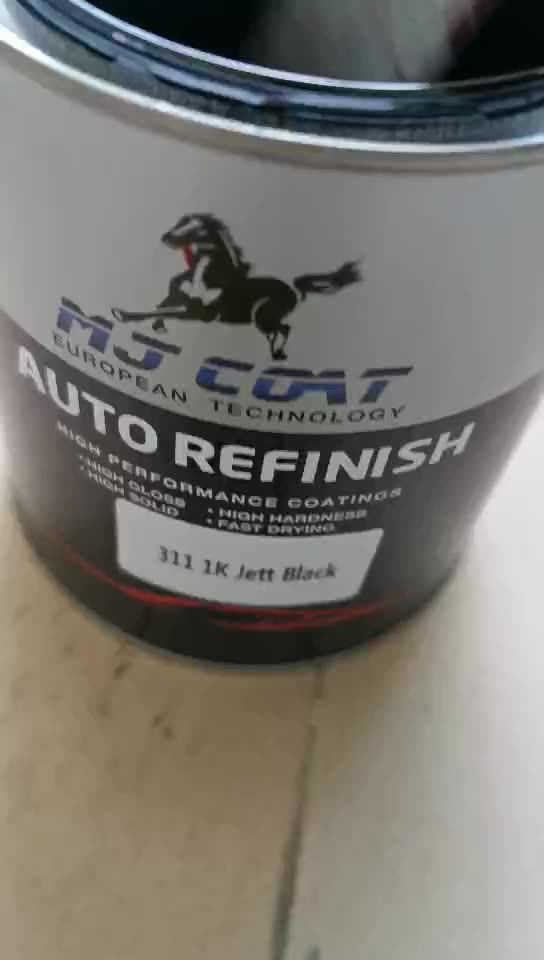 MJ COAT
EUROPEAN TECHNOLOGY
AUTO REFINISH
HIGH PERFORMANCE COATINGS
• HIGH GLOSS • HIGH HARDNESS
• HIGH SOLID • FAST DRYING
311 1K Jett Black